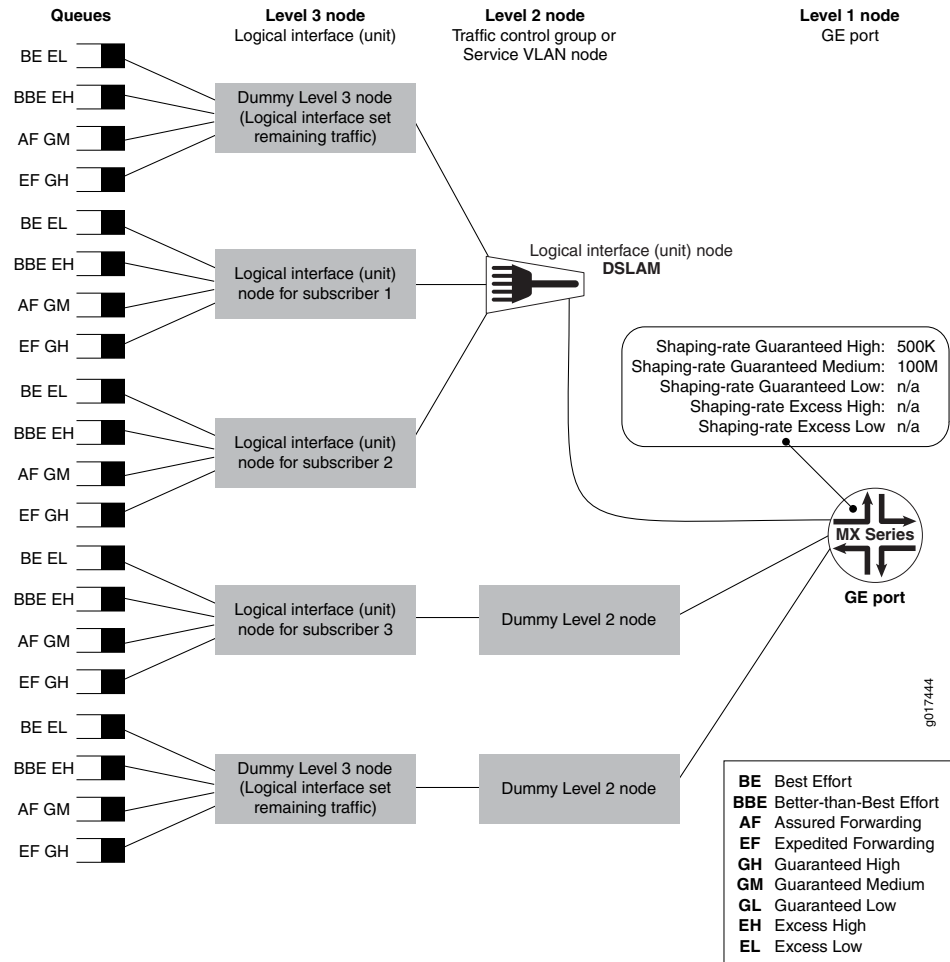 Queues
Level 3 node
Logical interface (unit)
Level 2 node
Traffic control group or
Service VLAN node
Level 1 node
GE port
BE EL
BBE EH
AF GM
EF GH
Dummy Level 3 node
(Logical interface set
remaining traffic)
BE EL
BBE EH
AF GM
EF GH
Logical interface (unit)
node for subscriber 1
Logical interface (unit) node
DSLAM
BE EL
BBE EH
AF GM
EF GH
Logical interface (unit)
node for subscriber 2
Shaping-rate Guaranteed High: 500K
Shaping-rate Guaranteed Medium: 100M
Shaping-rate Guaranteed Low: n/a
Shaping-rate Excess High: n/a
Shaping-rate Excess Low n/a
MX Series
GE port
BE EL
BBE EH
AF GM
EF GH
Logical interface (unit)
node for subscriber 3
Dummy Level 2 node
BE EL
BBE EH
AF GM
EF GH
Dummy Level 3 node
(Logical interface set
remaining traffic)
Dummy Level 2 node
g017444
BE Best Effort
BBE Better-than-Best Effort
AF Assured Forwarding
EF Expedited Forwarding
GH Guaranteed High
GM Guaranteed Medium
GL Guaranteed Low
EH Excess High
EL Excess Low